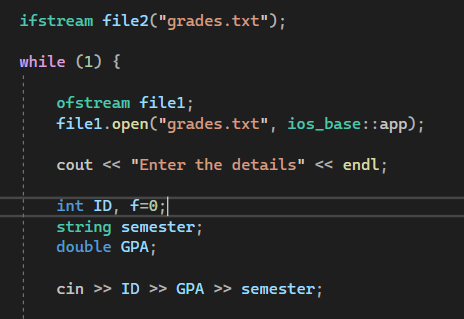 ifstream file2("grades.txt");
while (1) {
ofstream file1;
file1.open("grades.txt", ios_base::app);
cout << "Enter the details" << endl;
int ID, f=0;
string semester;
double GPA;
cin >> ID >> GPA >> semester;